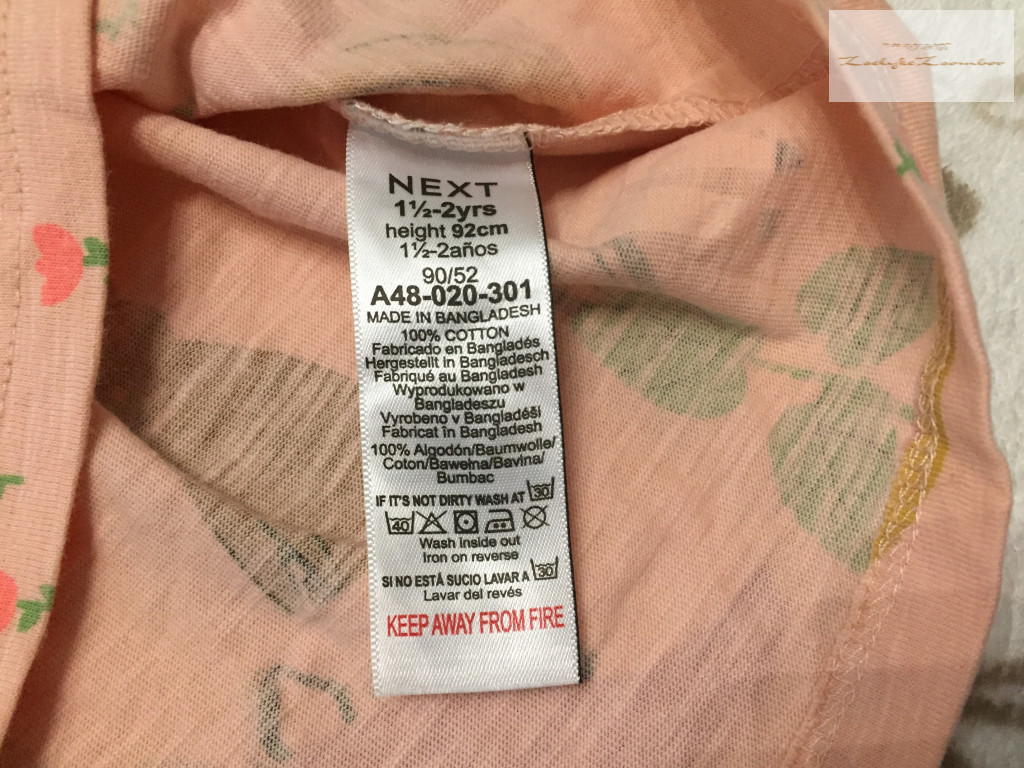 NEXT
1½-2yrs
height 92cm
1½-2años
90/52
A48-020-301
MADE IN BANGLADESH
100% COTTON
Fabricado en Bangladés
Hergestellt in Bangladesch
Fabriqué au Bangladesh
Wyprodukowano w
Bangladeszu
Vyrobeno v Bangladéši
Fabricat în Bangladesh
100% Algodón/Baumwolle/
Coton/Bawełna/Bavlna/
Bumbac
IF IT'S NOT DIRTY WASH AT 30
40
Wash inside out
Iron on reverse
SI NO ESTÁ SUCIO LAVAR A 30
Lavar del revés
KEEP AWAY FROM FIRE